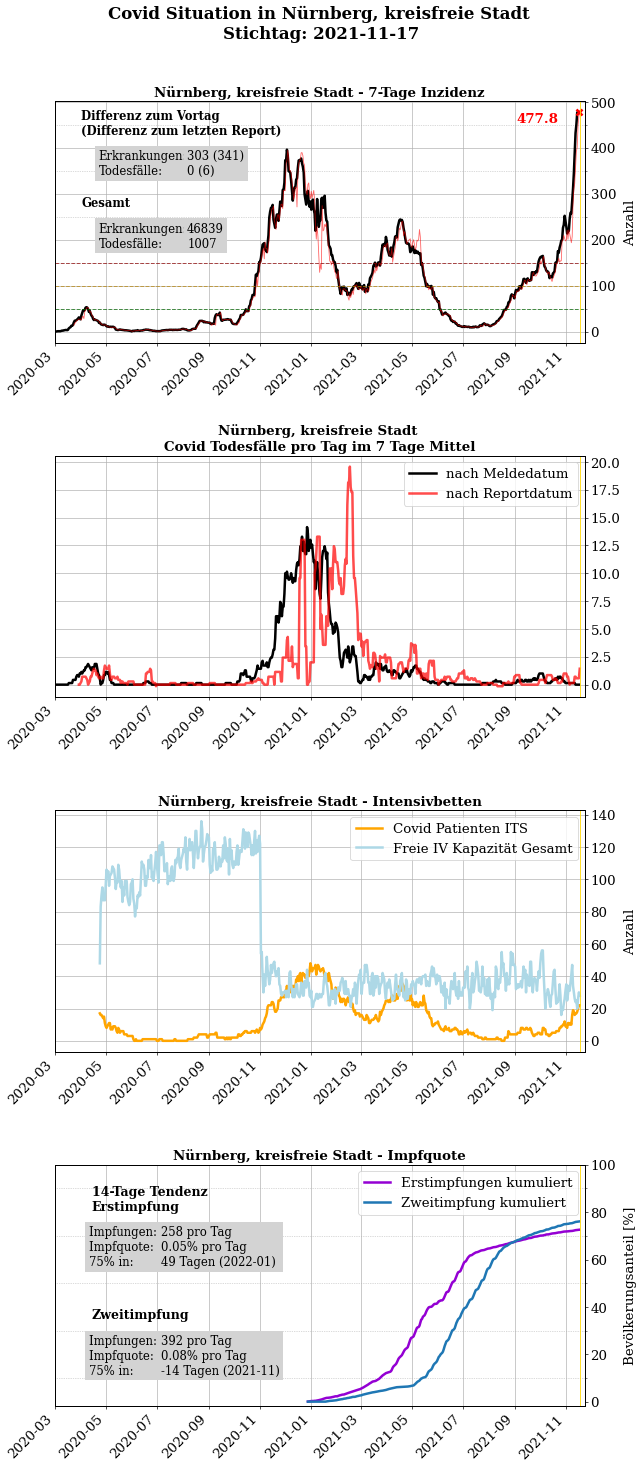 Covid Situation in Nürnberg, kreisfreie Stadt
Stichtag: 2021-11-17
Nürnberg, kreisfreie Stadt - 7-Tage Inzidenz
Differenz zum Vortag
(Differenz zum letzten Report)
Erkrankungen 303 (341)
Todesfälle: 0 (6)
Gesamt
Erkrankungen 46839
Todesfälle: 1007
477.8
500
400
300
200
100
0
Anzahl
2020-03
2020-05
2020-07
2020-09
2020-11
2021-01
2021-03
2021-05
2021-07
2021-09
2021-11
Nürnberg, kreisfreie Stadt
Covid Todesfälle pro Tag im 7 Tage Mittel
nach Meldedatum
nach Reportdatum
20.0
17.5
15.0
12.5
10.0
7.5
5.0
2.5
0.0
2020-03
2020-05
2020-07
2020-09
2020-11
2021-01
2021-03
2021-05
2021-07
2021-09
2021-11
Nürnberg, kreisfreie Stadt - Intensivbetten
Covid Patienten ITS
Freie IV Kapazität Gesamt
140
120
100
80
60
40
20
0
Anzahl
2020-03
2020-05
2020-07
2020-09
2020-11
2021-01
2021-03
2021-05
2021-07
2021-09
2021-11
Nürnberg, kreisfreie Stadt - Impfquote
14-Tage Tendenz
Erstimpfung
Impfungen: 258 pro Tag
Impfquote: 0.05% pro Tag
75% in: 49 Tagen (2022-01)
Zweitimpfung
Impfungen: 392 pro Tag
Impfquote: 0.08% pro Tag
75% in: -14 Tagen (2021-11)
Erstimpfungen kumuliert
Zweitimpfung kumuliert
100
80
60
40
20
0
Bevölkerungsanteil [%]
2020-03
2020-05
2020-07
2020-09
2020-11
2021-01
2021-03
2021-05
2021-07
2021-09
2021-11